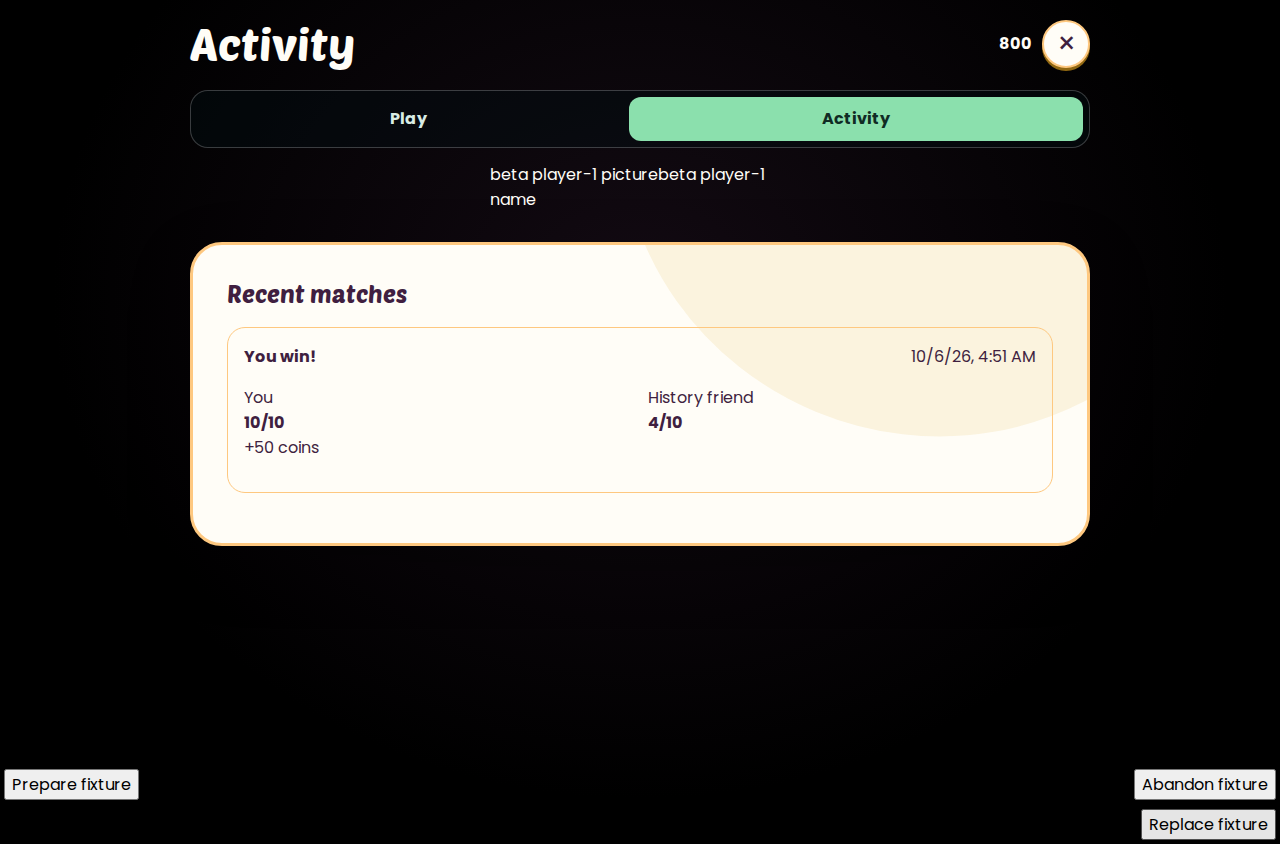 Activity
800 ×
Play Activity
beta player-1 picturebeta player-1
name
Recent matches
You win! 10/6/26, 4:51 AM
You History friend
10/10 4/10
+50 coins
Prepare fixture Abandon fixture
Replace fixture